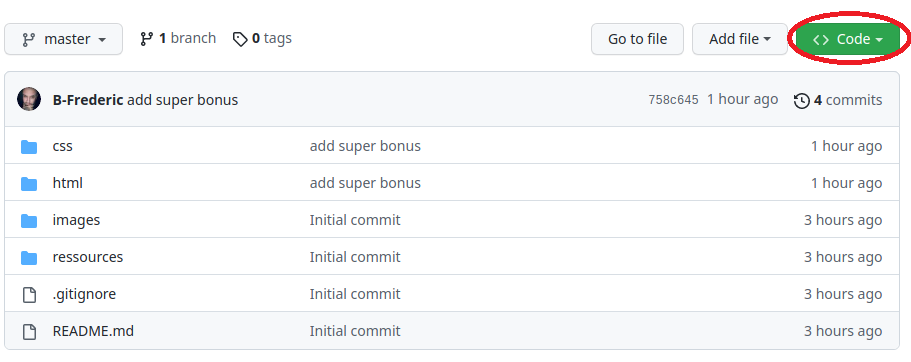 master 1 branch 0 tags Go to file Add file Code
B-Frederic add super bonus 758c645 1 hour ago 4 commits
css add super bonus 1 hour ago
html add super bonus 1 hour ago
images Initial commit 3 hours ago
ressources Initial commit 3 hours ago
.gitignore Initial commit 3 hours ago
README.md Initial commit 3 hours ago